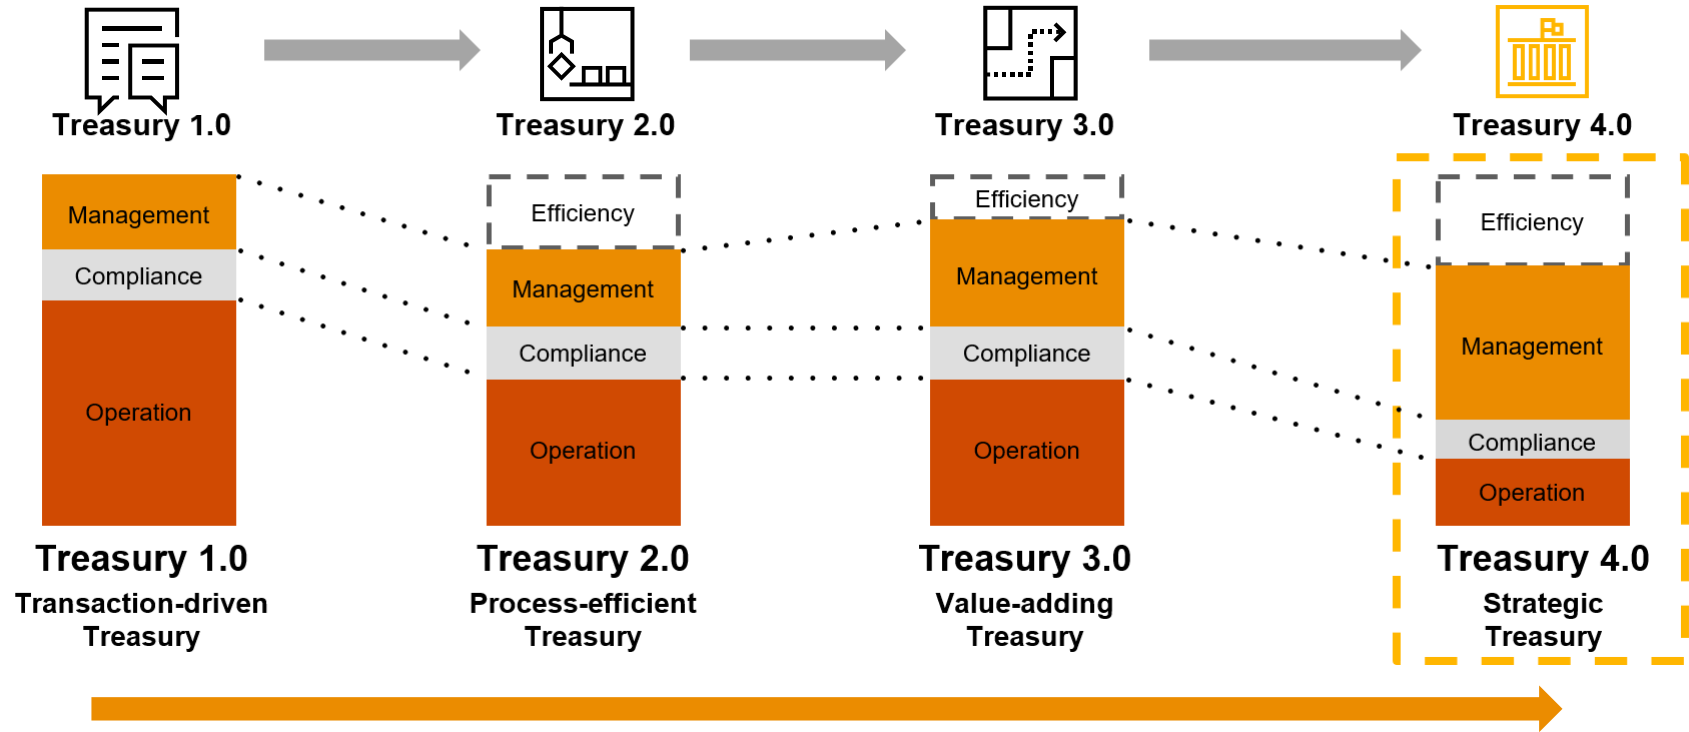 Treasury 1.0
Treasury 2.0
Treasury 3.0
Treasury 4.0
Management
Compliance
Operation
Efficiency
Management
Compliance
Operation
Efficiency
Management
Compliance
Operation
Efficiency
Management
Compliance
Operation
Treasury 1.0
Transaction-driven
Treasury
Treasury 2.0
Process-efficient
Treasury
Treasury 3.0
Value-adding
Treasury
Treasury 4.0
Strategic
Treasury